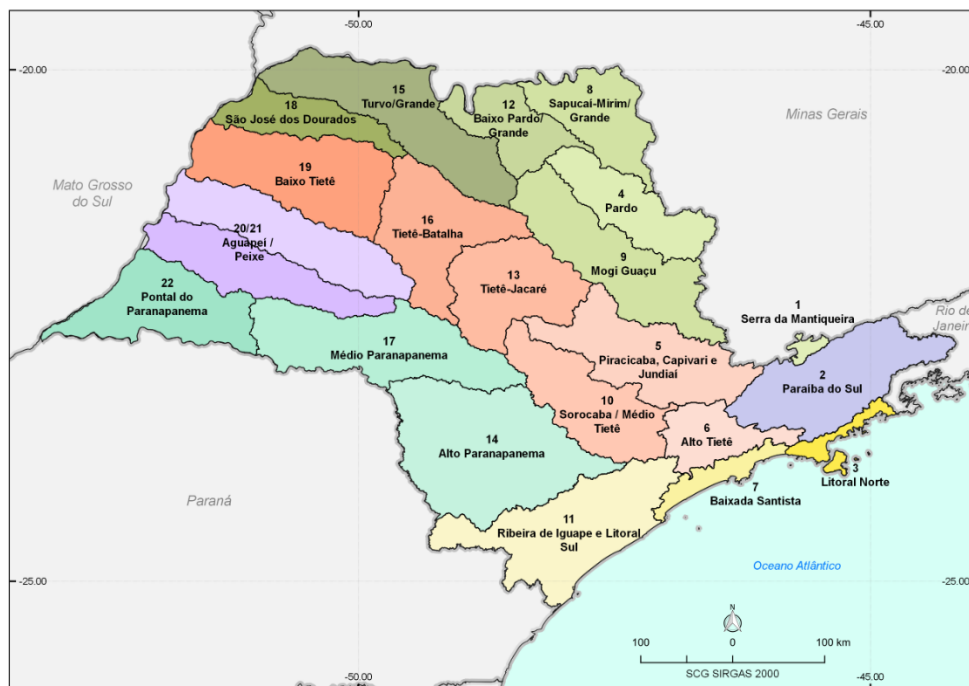 -50.00
-45.00
-20.00
-20.00
15
Turvo/Grande
12
Baixo Pardo/
Grande
8
Sapucai-Mirim/
Grande
Minas Gerais
18
São José dos Dourados
19
Baixo Tietê
Mato Grosso
do Sul
4
Pardo
16
Tietê-Batalha
20/21
Aguapeí /
Peixe
9
Mogi Guaçu
13
Tietê-Jacaré
22
Pontal do
Paranapanema
1
Serra da Mantiqueira
Rio de
Janeiro
17
Médio Paranapanema
5
Piracicaba, Capivari e
Jundiaí
2
Paraíba do Sul
10
Sorocaba / Médio
Tietê
6
Alto Tietê
14
Alto Paranapanema
3
Litoral Norte
7
Baixada Santista
Paraná
11
Ribeira de Iguape e Litoral
Sul
Oceano Atlântico
-25.00
-25.00
N
100 0 100 km
SCG SIRGAS 2000
-50.00
-45.00